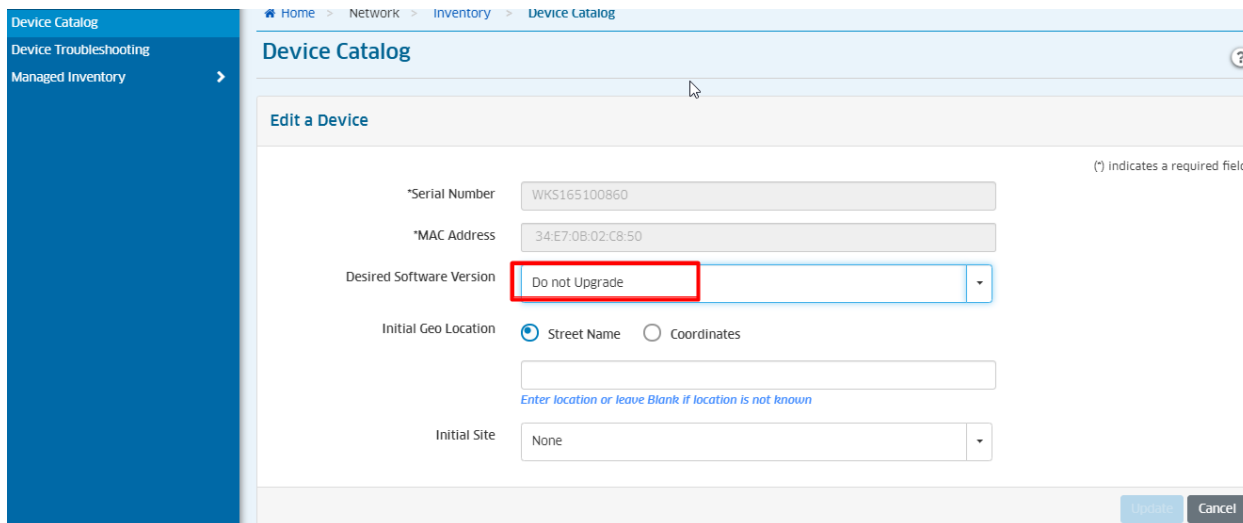 Device Catalog
Device Troubleshooting
Managed Inventory >
Home > Network > Inventory > Device Catalog
Device Catalog
?
Edit a Device
(*) indicates a required field
*Serial Number WKS165100860
*MAC Address 34:E7:0B:02:C8:50
Desired Software Version Do not Upgrade
Initial Geo Location Street Name Coordinates
Enter location or leave Blank if location is not known
Initial Site None
Update Cancel